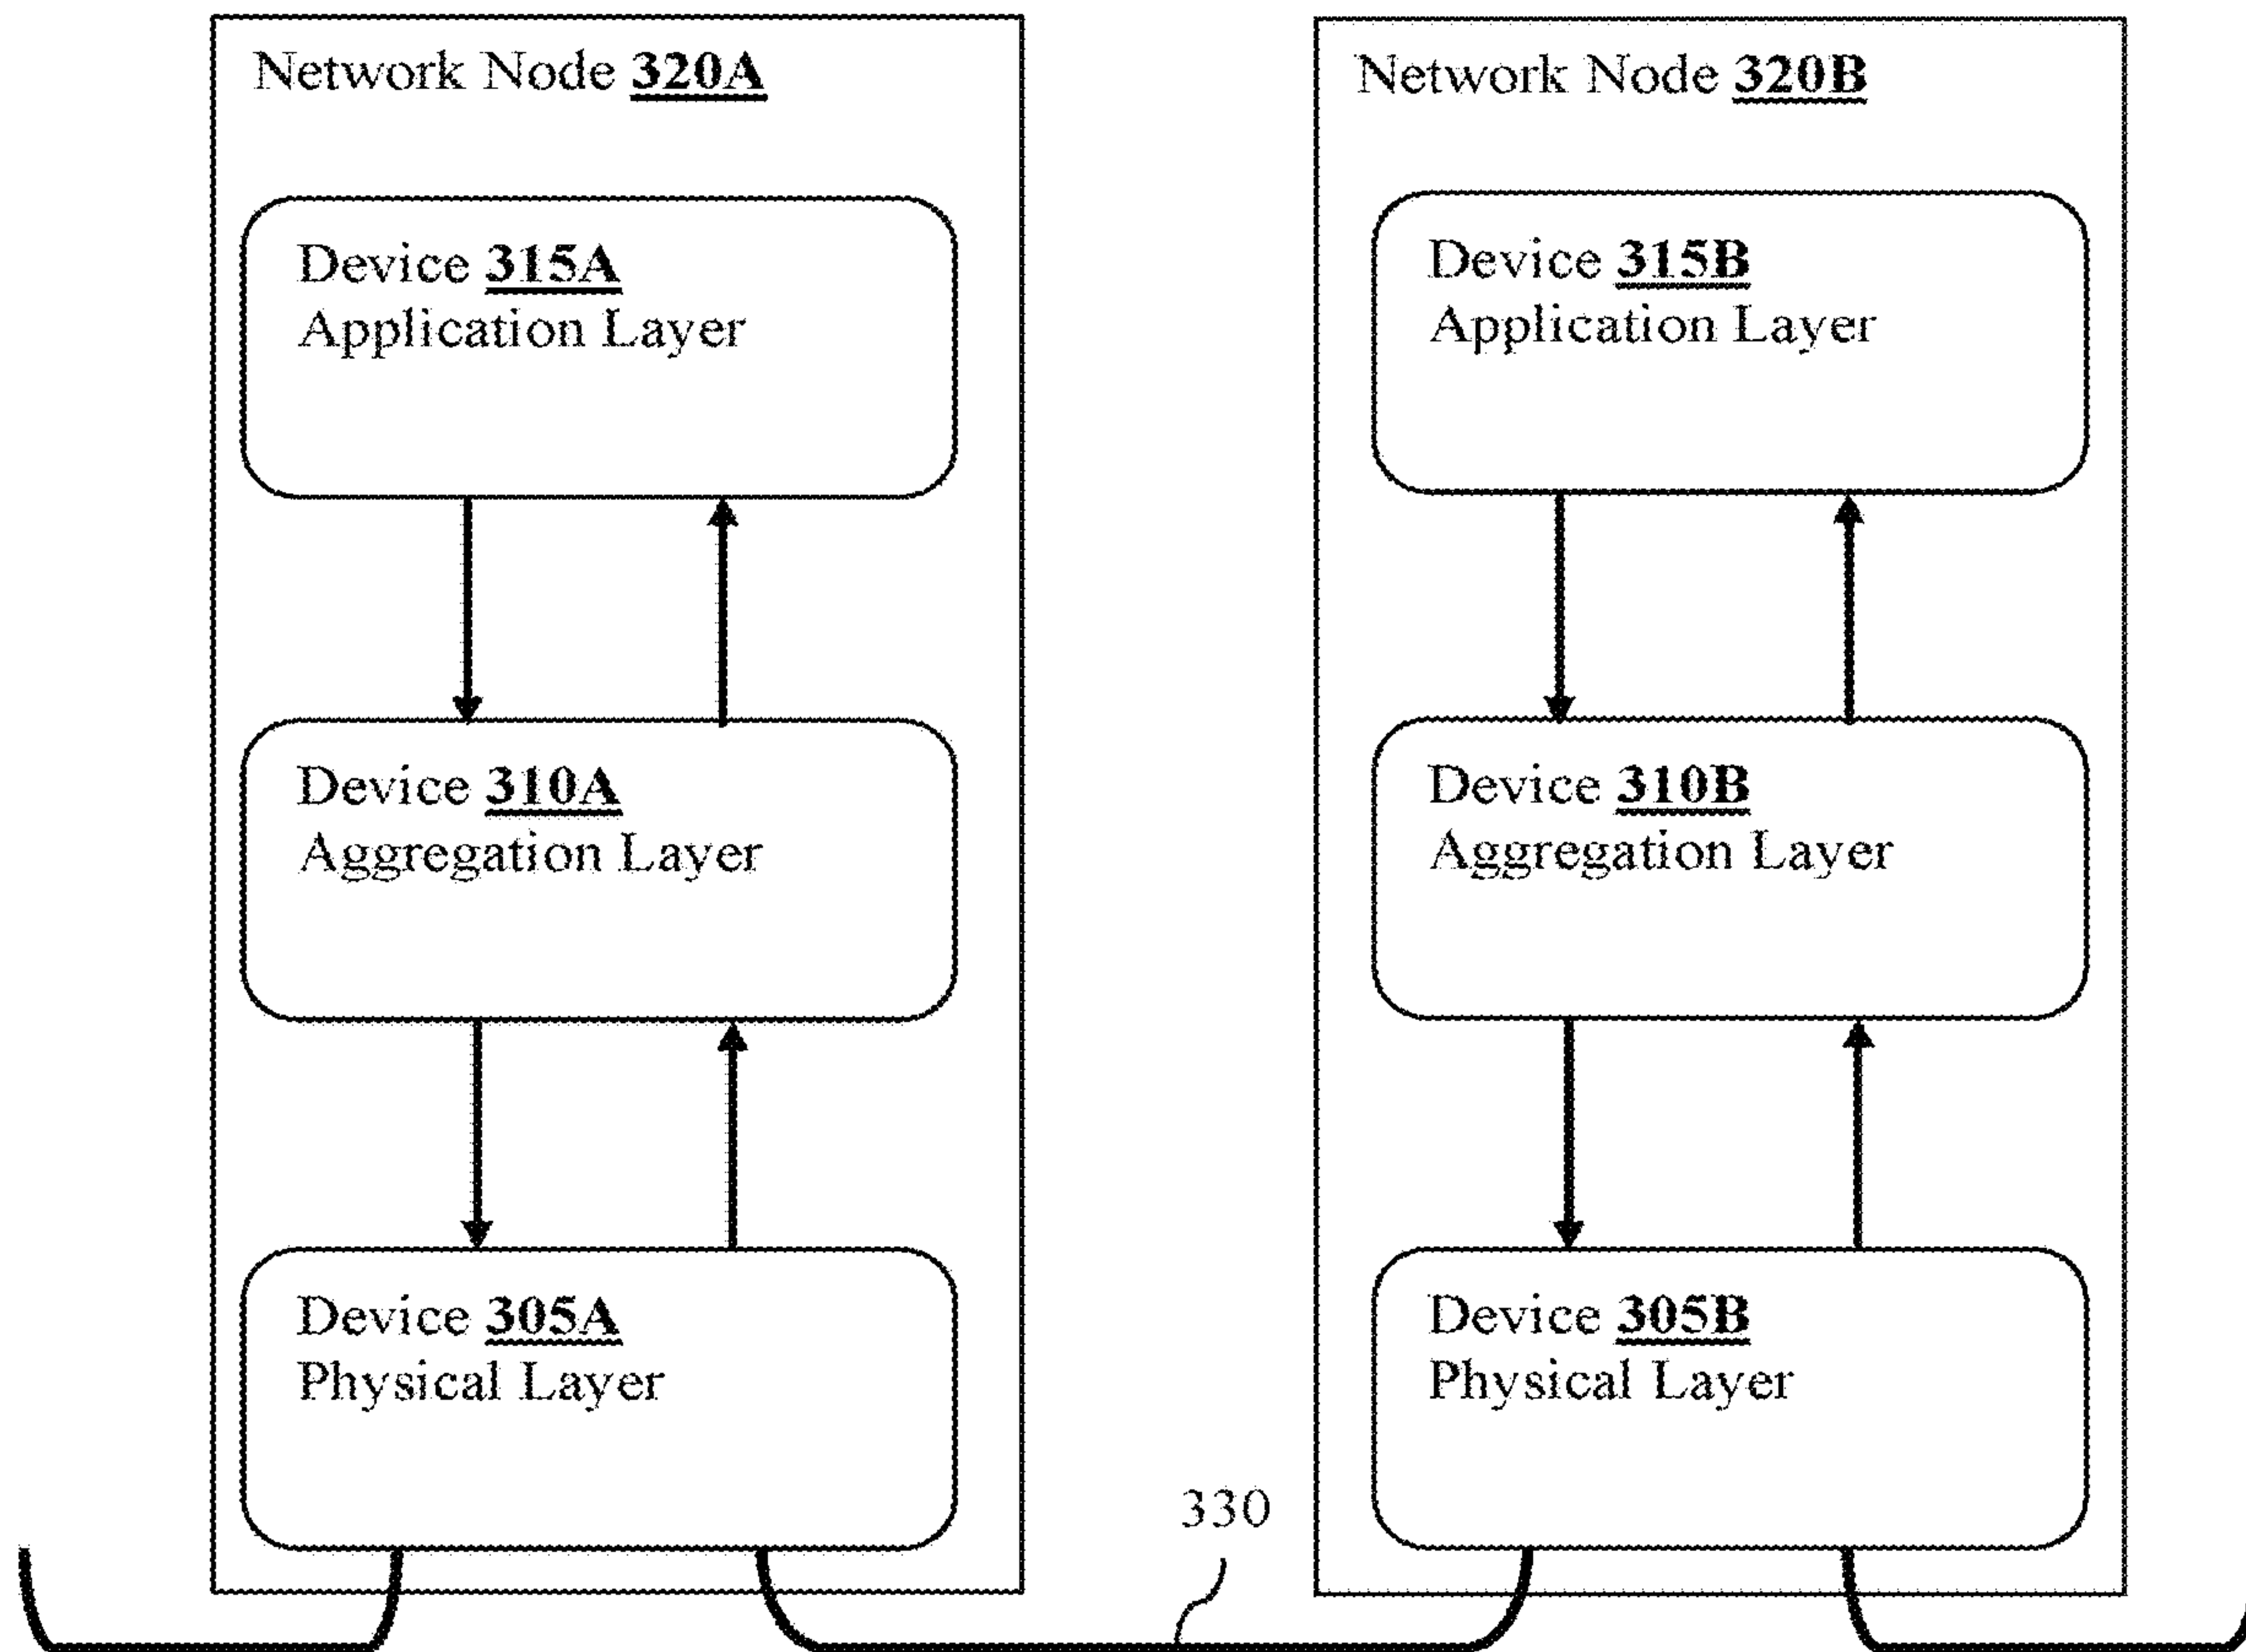 Network Node 320A
Device 315A
Application Layer
Device 310A
Aggregation Layer
Device 305A
Physical Layer
Network Node 320B
Device 315B
Application Layer
Device 310B
Aggregation Layer
Device 305B
Physical Layer
330